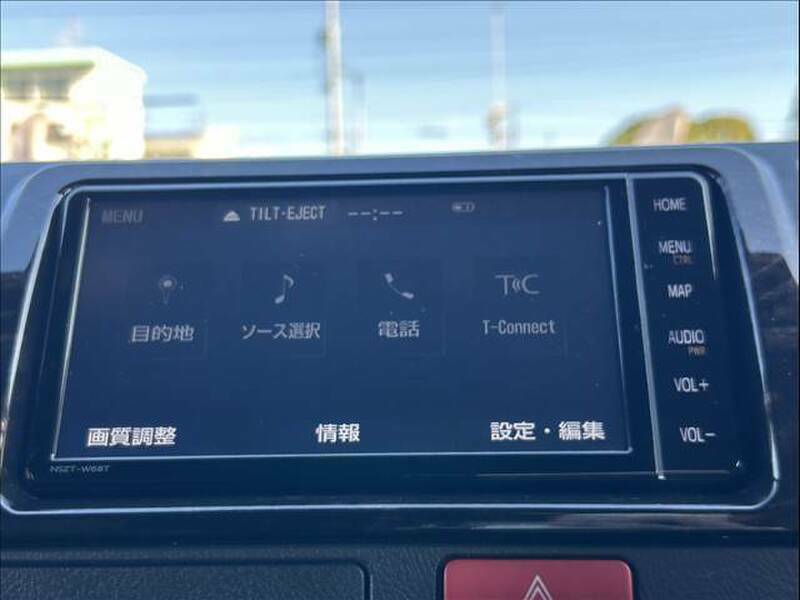 MENU
TILT・EJECT --:--
目的地
ソース選択
電話
TC
T-Connect
画質調整
情報
設定・編集
NSZT-W68T
HOME
MENU
CTRL
MAP
AUDIO
PWR
VOL+
VOL-